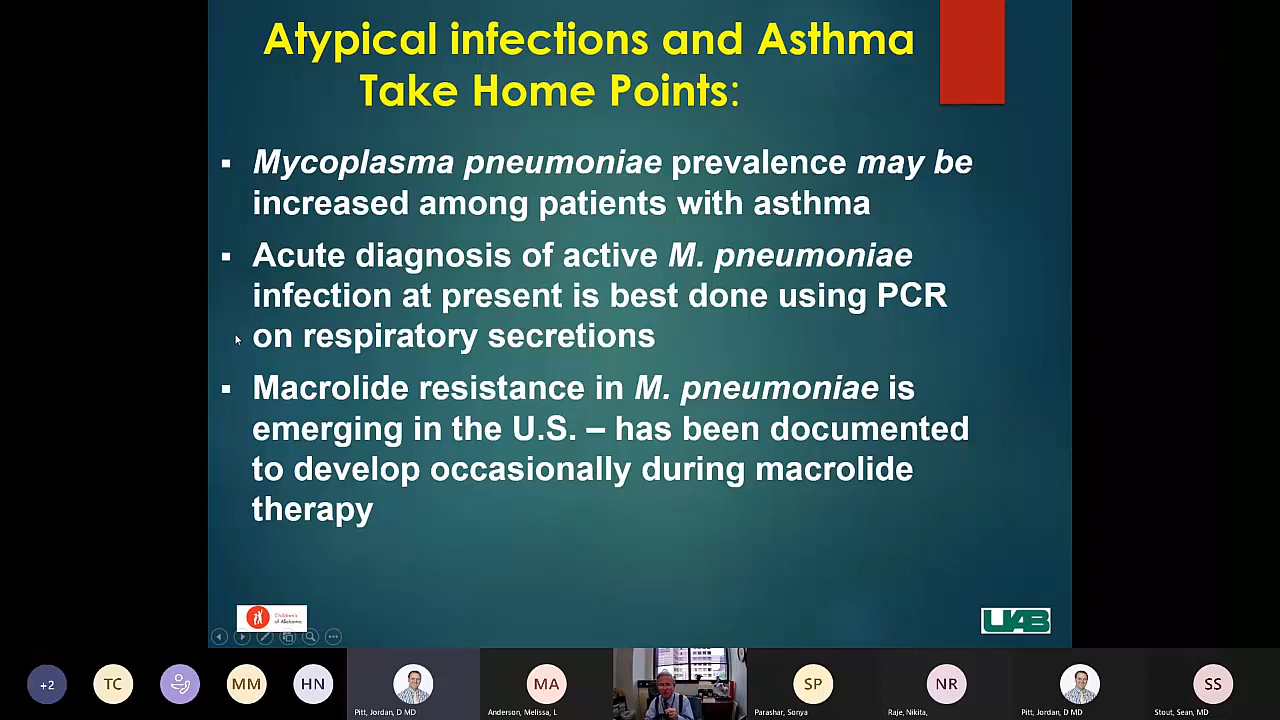 Atypical infections and Asthma
Take Home Points:
▪ Mycoplasma pneumoniae prevalence may be
increased among patients with asthma
▪ Acute diagnosis of active M. pneumoniae
infection at present is best done using PCR
on respiratory secretions
▪ Macrolide resistance in M. pneumoniae is
emerging in the U.S. – has been documented
to develop occasionally during macrolide
therapy
Children's
of Alabama
UAB
+2
TC
MM
HN
Pitt, Jordan, D MD
MA
Anderson, Melissa, L
SP
Parashar, Sonya
NR
Raje, Nikita,
Pitt, Jordan, D MD
SS
Stout, Sean, MD